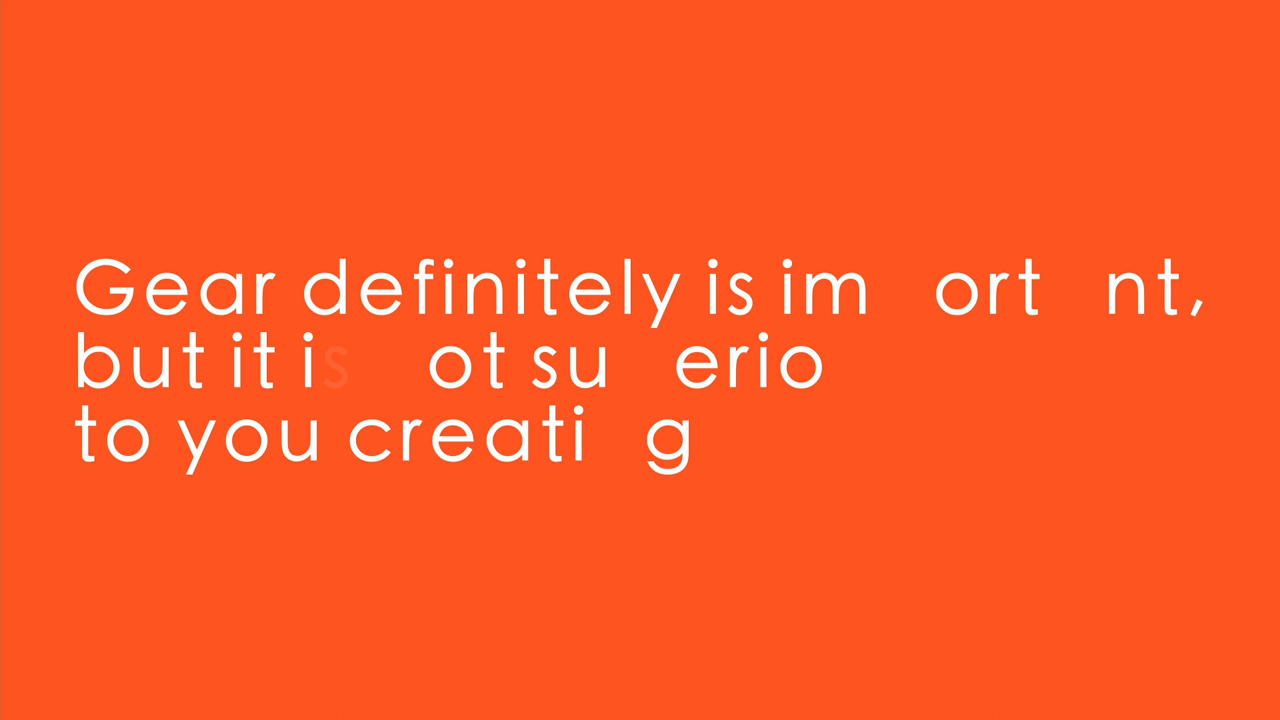 Gear definitely is im ort nt,
but it is ot su erio
to you creati g